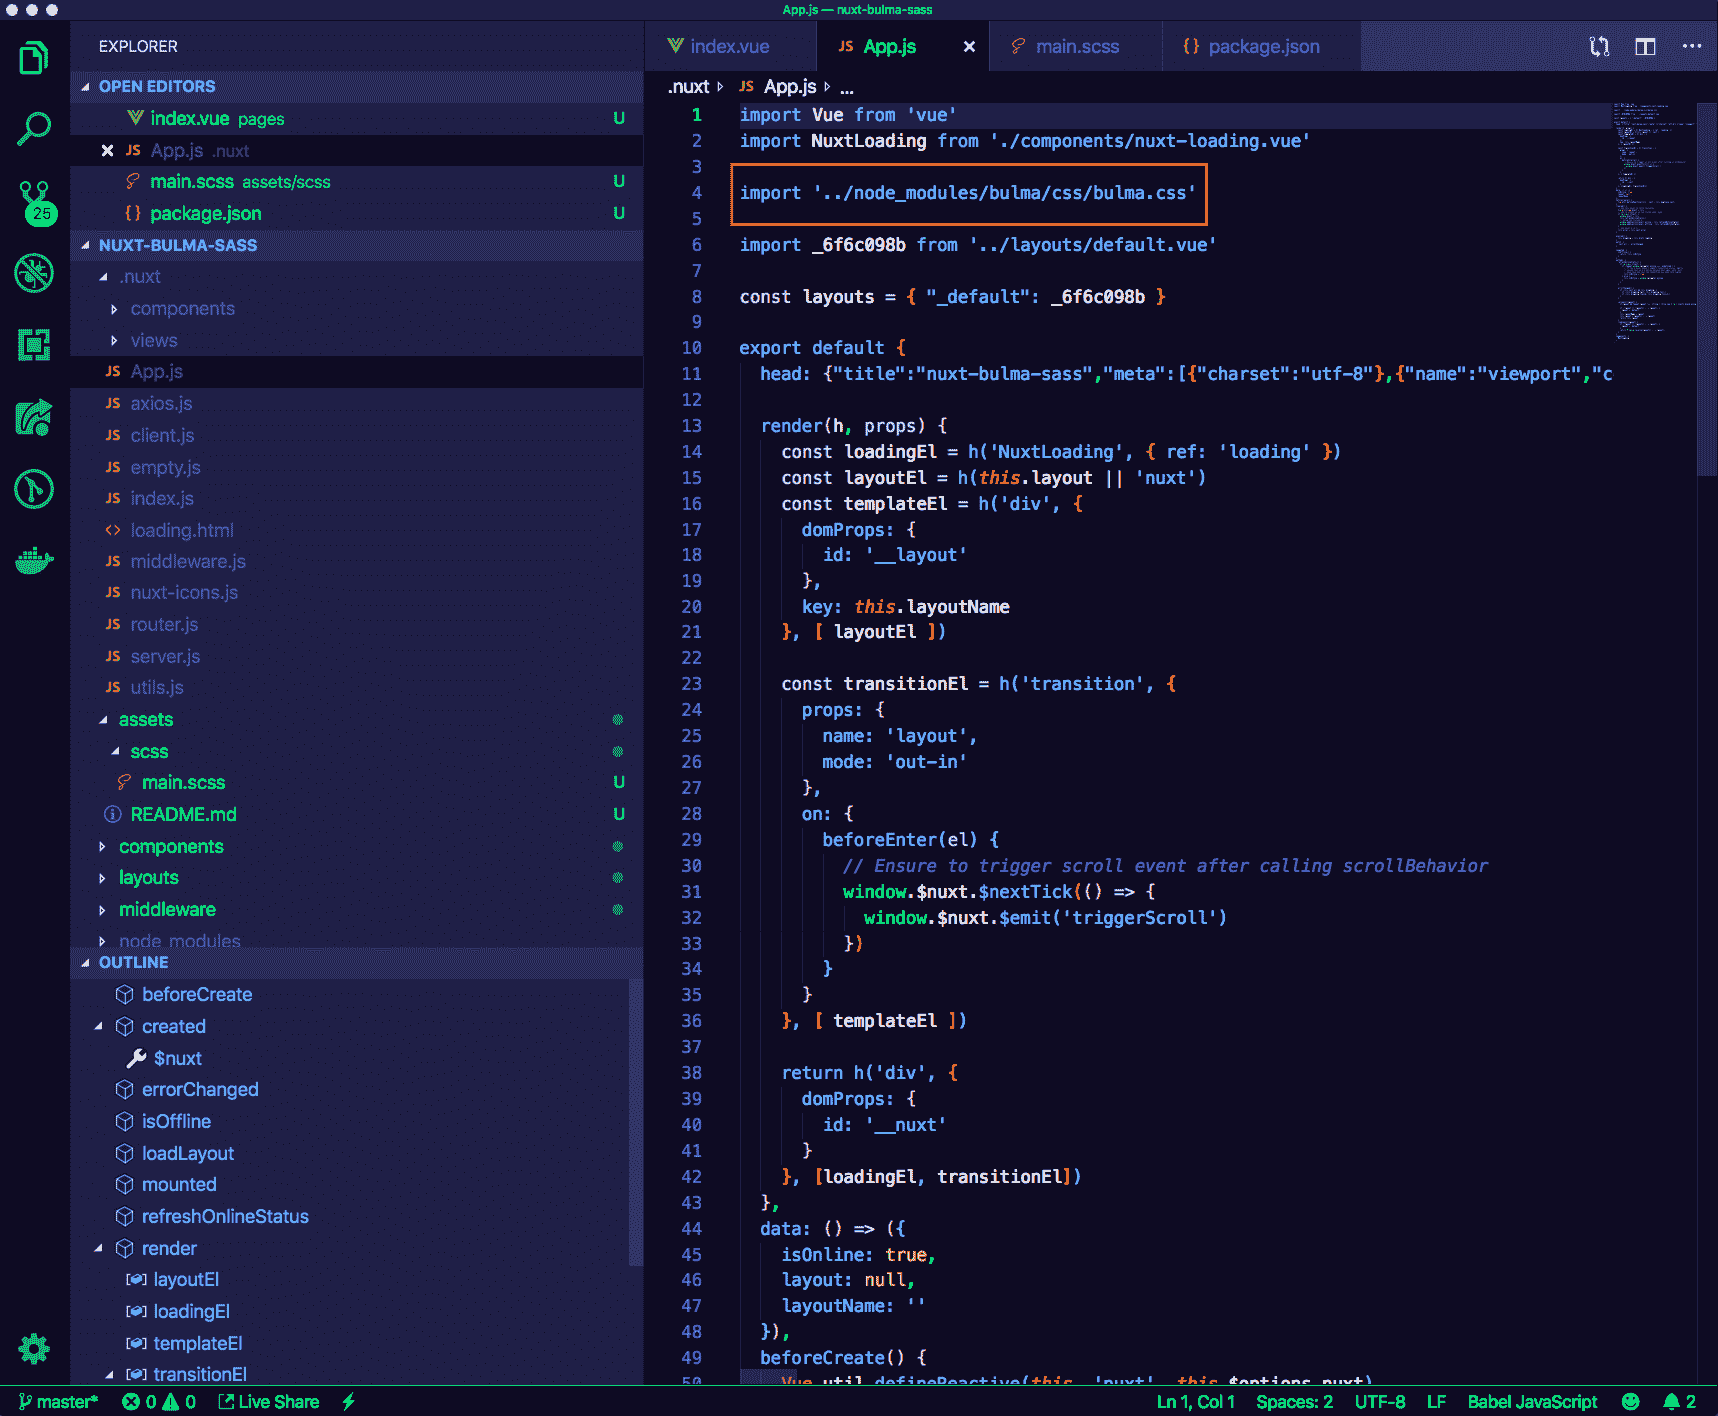 App.js — nuxt-bulma-sass
EXPLORER
OPEN EDITORS
index.vue pages U
JS App.js .nuxt
main.scss assets/scss U
{} package.json U
25
NUXT-BULMA-SASS
.nuxt
components
views
JS App.js
JS axios.js
JS client.js
JS empty.js
JS index.js
<> loading.html
JS middleware.js
JS nuxt-icons.js
JS router.js
JS server.js
JS utils.js
assets
scss
main.scss U
README.md U
components
layouts
middleware
node_modules
OUTLINE
beforeCreate
created
$nuxt
errorChanged
isOffline
loadLayout
mounted
refreshOnlineStatus
render
layoutEl
loadingEl
templateEl
transitionEl
index.vue JS App.js × main.scss {} package.json ...
.nuxt JS App.js ...
1 import Vue from 'vue'
2 import NuxtLoading from './components/nuxt-loading.vue'
3
4 import '../node_modules/bulma/css/bulma.css'
5
6 import _6f6c098b from '../layouts/default.vue'
7
8 const layouts = { "_default": _6f6c098b }
9
10 export default {
11 head: {"title":"nuxt-bulma-sass","meta":[{"charset":"utf-8"},{"name":"viewport","c
12
13 render(h, props) {
14 const loadingEl = h('NuxtLoading', { ref: 'loading' })
15 const layoutEl = h(this.layout || 'nuxt')
16 const templateEl = h('div', {
17 domProps: {
18 id: '__layout'
19 },
20 key: this.layoutName
21 }, [ layoutEl ])
22
23 const transitionEl = h('transition', {
24 props: {
25 name: 'layout',
26 mode: 'out-in'
27 },
28 on: {
29 beforeEnter(el) {
30 // Ensure to trigger scroll event after calling scrollBehavior
31 window.$nuxt.$nextTick(() => {
32 window.$nuxt.$emit('triggerScroll')
33 })
34 }
35 }
36 }, [ templateEl ])
37
38 return h('div', {
39 domProps: {
40 id: '__nuxt'
41 }
42 }, [loadingEl, transitionEl])
43 },
44 data: () => ({
45 isOnline: true,
46 layout: null,
47 layoutName: ''
48 }),
49 beforeCreate() {
50 Vue.util.defineReactive(this, 'nuxt', this.$options.nuxt)
master* 0 0 Live Share Ln 1, Col 1 Spaces: 2 UTF-8 LF Babel JavaScript 2